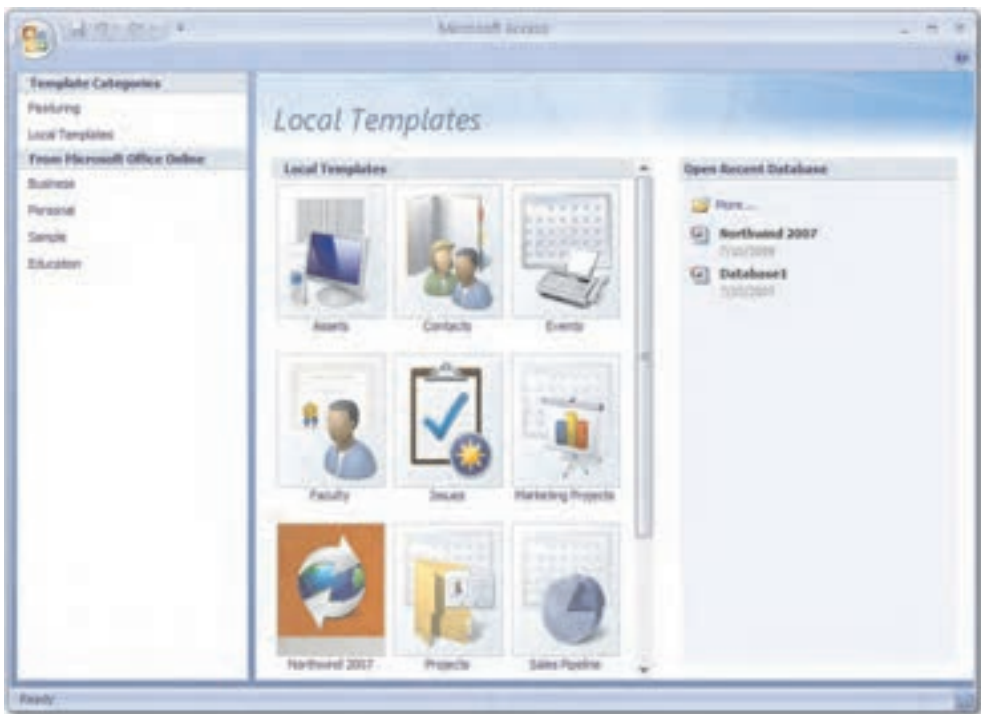 Microsoft Access
Template Categories
Featuring
Local Templates
From Microsoft Office Online
Business
Personal
Sample
Education
Local Templates
Local Templates
Assets
Contacts
Events
Faculty
Issues
Marketing Projects
Northwind 2007
Projects
Sales Pipeline
Open Recent Database
More...
Northwind 2007
Database1
Ready